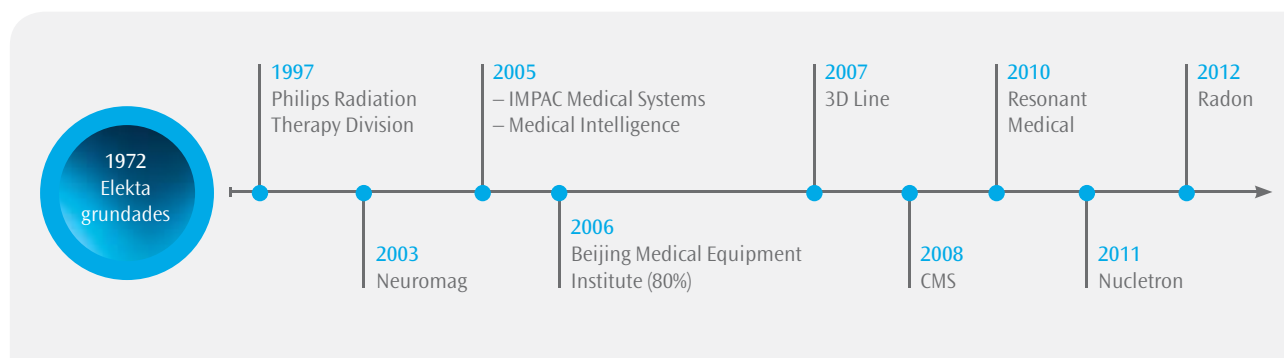 1972
Elekta
grundades
1997
Philips Radiation
Therapy Division
2003
Neuromag
2005
– IMPAC Medical Systems
– Medical Intelligence
2006
Beijing Medical Equipment
Institute (80%)
2007
3D Line
2008
CMS
2010
Resonant
Medical
2011
Nucletron
2012
Radon